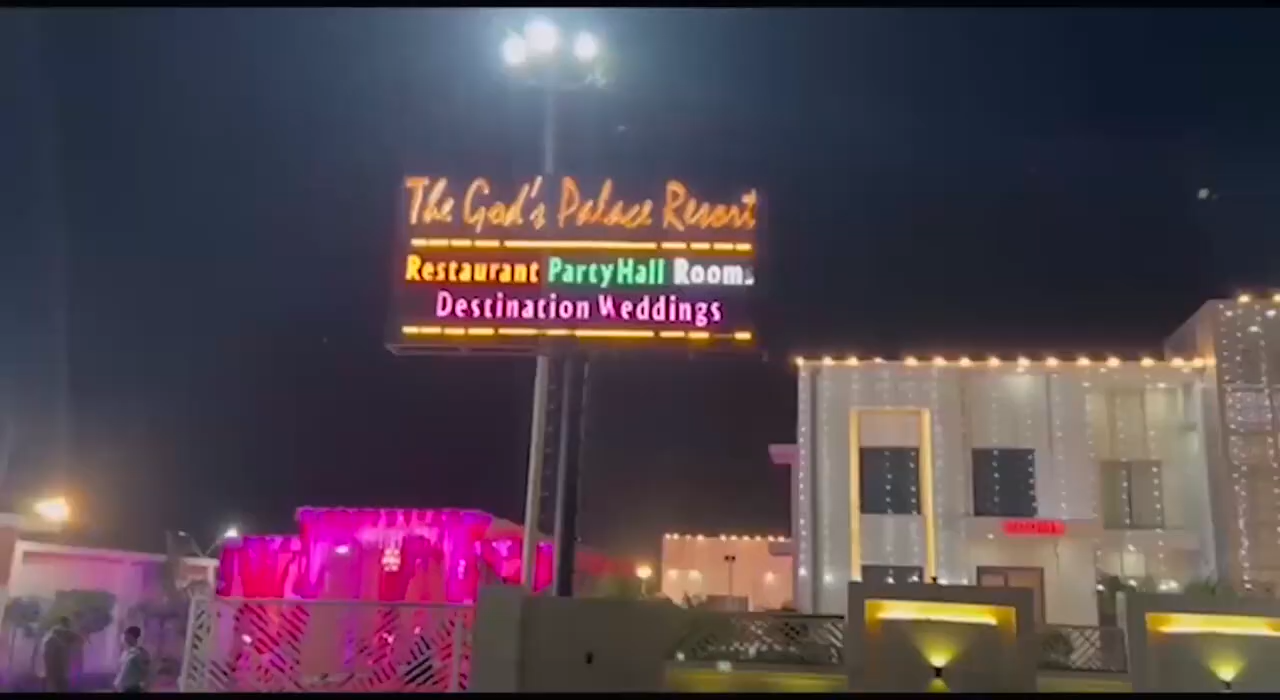 The God's Palace Resort
Restaurant PartyHall Rooms
Destination Weddings